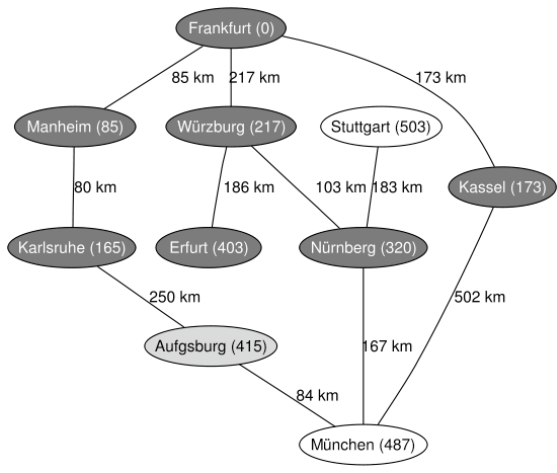 Frankfurt (0)
85 km
217 km
173 km
Manheim (85)
Würzburg (217)
Stuttgart (503)
80 km
186 km
103 km
183 km
Kassel (173)
Karlsruhe (165)
Erfurt (403)
Nürnberg (320)
250 km
502 km
Aufgsburg (415)
167 km
84 km
München (487)